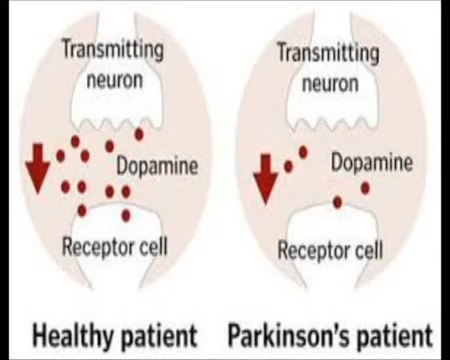 Transmitting
neuron
Dopamine
Receptor cell
Healthy patient
Transmitting
neuron
Dopamine
Receptor cell
Parkinson's patient